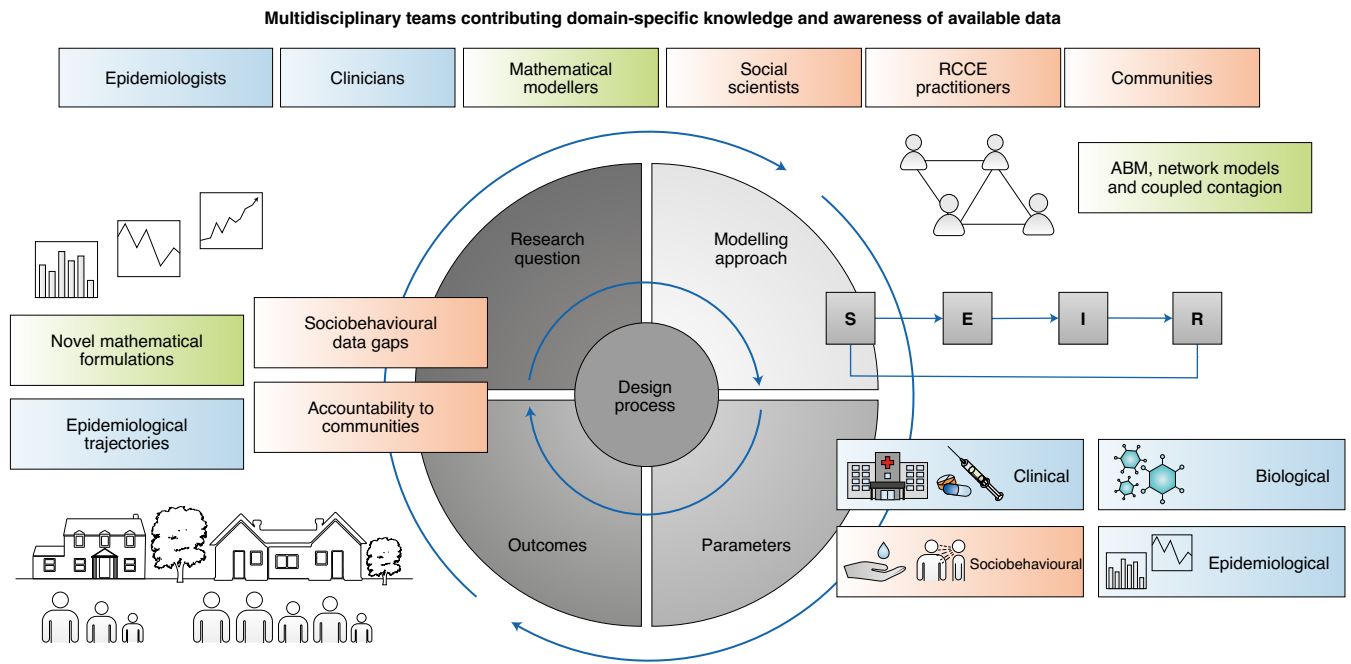 Multidisciplinary teams contributing domain-specific knowledge and awareness of available data
Epidemiologists
Clinicians
Mathematical
modellers
Social
scientists
RCCE
practitioners
Communities
ABM, network models
and coupled contagion
Research
question
Modelling
approach
S
E
I
R
Novel mathematical
formulations
Sociobehavioural
data gaps
Design
process
Epidemiological
trajectories
Accountability to
communities
Clinical
Biological
Outcomes
Parameters
Sociobehavioural
Epidemiological